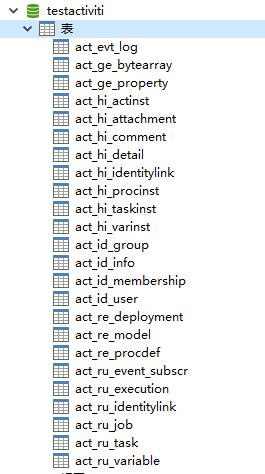 testactiviti
表
act_evt_log
act_ge_bytearray
act_ge_property
act_hi_actinst
act_hi_attachment
act_hi_comment
act_hi_detail
act_hi_identitylink
act_hi_procinst
act_hi_taskinst
act_hi_varinst
act_id_group
act_id_info
act_id_membership
act_id_user
act_re_deployment
act_re_model
act_re_procdef
act_ru_event_subscr
act_ru_execution
act_ru_identitylink
act_ru_job
act_ru_task
act_ru_variable